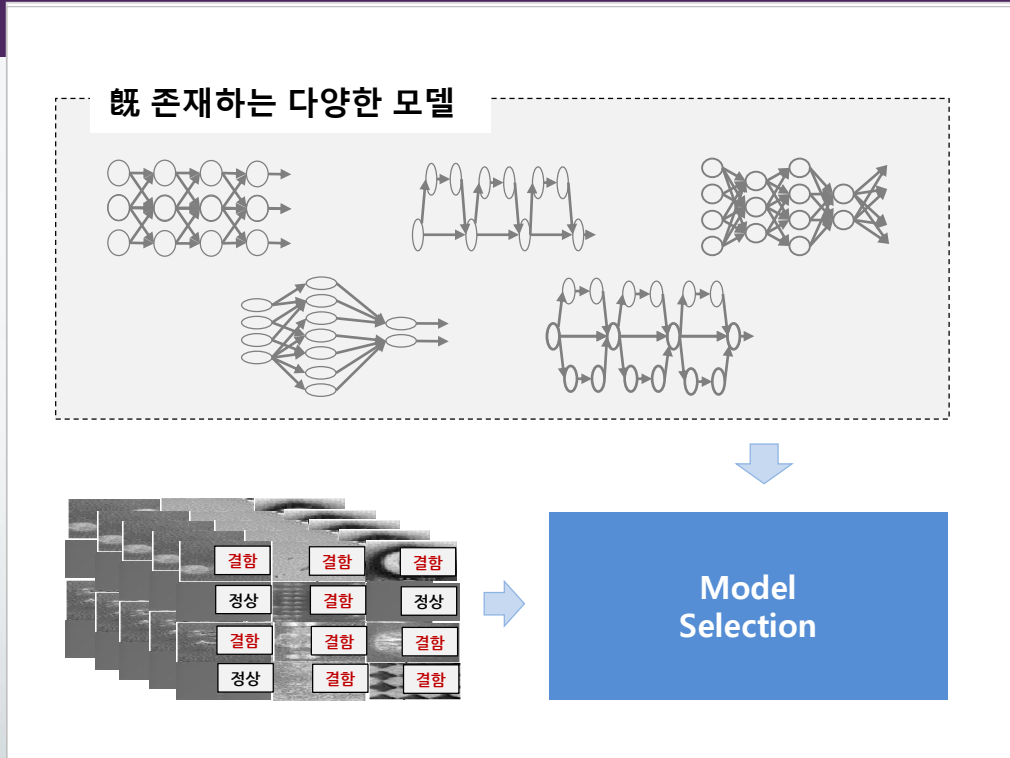 旣 존재하는 다양한 모델
결함 결함 결함
정상 결함 정상
결함 결함 결함
정상 결함 결함
Model
Selection